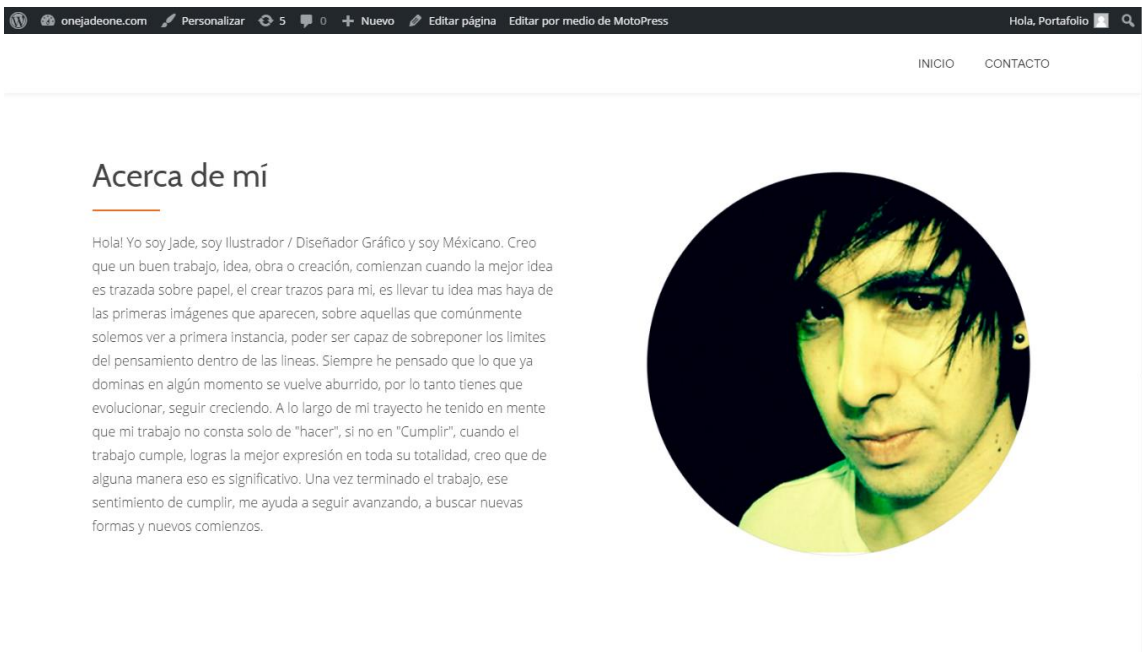 onejadeone.com Personalizar 5 0 Nuevo Editar página Editar por medio de MotoPress Hola, Portafolio
INICIO CONTACTO
Acerca de mí
Hola! Yo soy Jade, soy Ilustrador / Diseñador Gráfico y soy Méxicano. Creo
que un buen trabajo, idea, obra o creación, comienzan cuando la mejor idea
es trazada sobre papel, el crear trazos para mi, es llevar tu idea mas haya de
las primeras imágenes que aparecen, sobre aquellas que comúnmente
solemos ver a primera instancia, poder ser capaz de sobreponer los limites
del pensamiento dentro de las lineas. Siempre he pensado que lo que ya
dominas en algún momento se vuelve aburrido, por lo tanto tienes que
evolucionar, seguir creciendo. A lo largo de mi trayecto he tenido en mente
que mi trabajo no consta solo de "hacer", si no en "Cumplir", cuando el
trabajo cumple, logras la mejor expresión en toda su totalidad, creo que de
alguna manera eso es significativo. Una vez terminado el trabajo, ese
sentimiento de cumplir, me ayuda a seguir avanzando, a buscar nuevas
formas y nuevos comienzos.